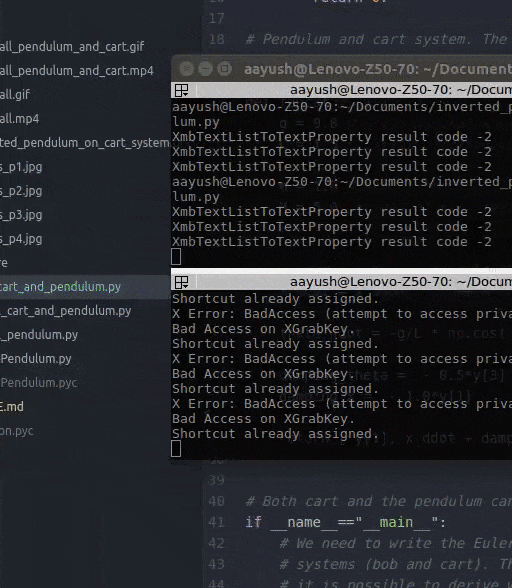 all_pendulum_and_cart.gif
all_pendulum_and_cart.mp4
all.gif
all.mp4
ted_pendulum_on_cart_system
s_p1.jpg
s_p2.jpg
s_p3.jpg
s_p4.jpg
re
cart_and_pendulum.py
_cart_and_pendulum.py
_pendulum.py
Pendulum.py
Pendulum.pyc
E.md
on.pyc
17
18 # Pendulum and cart system. The
aayush@Lenovo-Z50-70: ~/Document
aayush@Lenovo-Z50-70: ~/Docum
aayush@Lenovo-Z50-70:~/Documents/inverted_p
lum.py
XmbTextListToTextProperty result code -2
XmbTextListToTextProperty result code -2
XmbTextListToTextProperty result code -2
aayush@Lenovo-Z50-70:~/Documents/inverted_p
lum.py
XmbTextListToTextProperty result code -2
XmbTextListToTextProperty result code -2
XmbTextListToTextProperty result code -2
aayush@Lenovo-Z50-70: ~/Docum
Shortcut already assigned.
X Error: BadAccess (attempt to access priva
Bad Access on XGrabKey.
Shortcut already assigned.
X Error: BadAccess (attempt to access priva
Bad Access on XGrabKey.
Shortcut already assigned.
X Error: BadAccess (attempt to access priva
Bad Access on XGrabKey.
Shortcut already assigned.
39
40 # Both cart and the pendulum can
41 if __name__=="__main__":
42 # We need to write the Euler
43 # systems (bob and cart). Th
44 # it is possible to derive